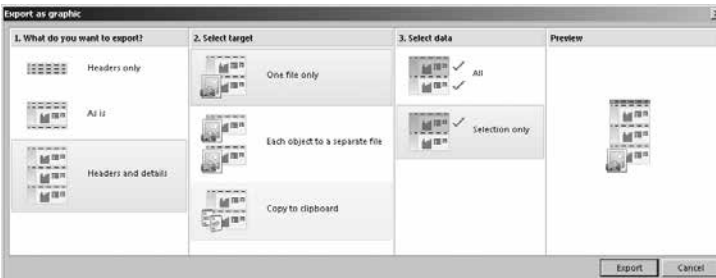 Export as graphic
1. What do you want to export?
Headers only
As is
Headers and details
2. Select target
One file only
Each object to a separate file
Copy to clipboard
3. Select data
All
Selection only
Preview
Export
Cancel